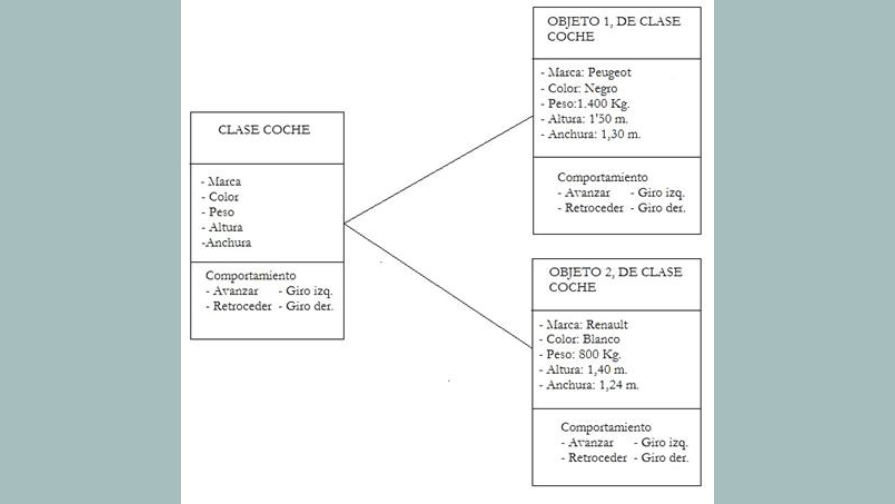 CLASE COCHE
- Marca
- Color
- Peso
- Altura
-Anchura
Comportamiento
- Avanzar - Giro izq.
- Retroceder - Giro der.
OBJETO 1, DE CLASE
COCHE
- Marca: Peugeot
- Color: Negro
- Peso:1.400 Kg.
- Altura: 1'50 m.
- Anchura: 1,30 m.
Comportamiento
- Avanzar - Giro izq.
- Retroceder - Giro der.
OBJETO 2, DE CLASE
COCHE
- Marca: Renault
- Color: Blanco
- Peso: 800 Kg.
- Altura: 1,40 m.
- Anchura: 1,24 m.
Comportamiento
- Avanzar - Giro izq.
- Retroceder - Giro der.